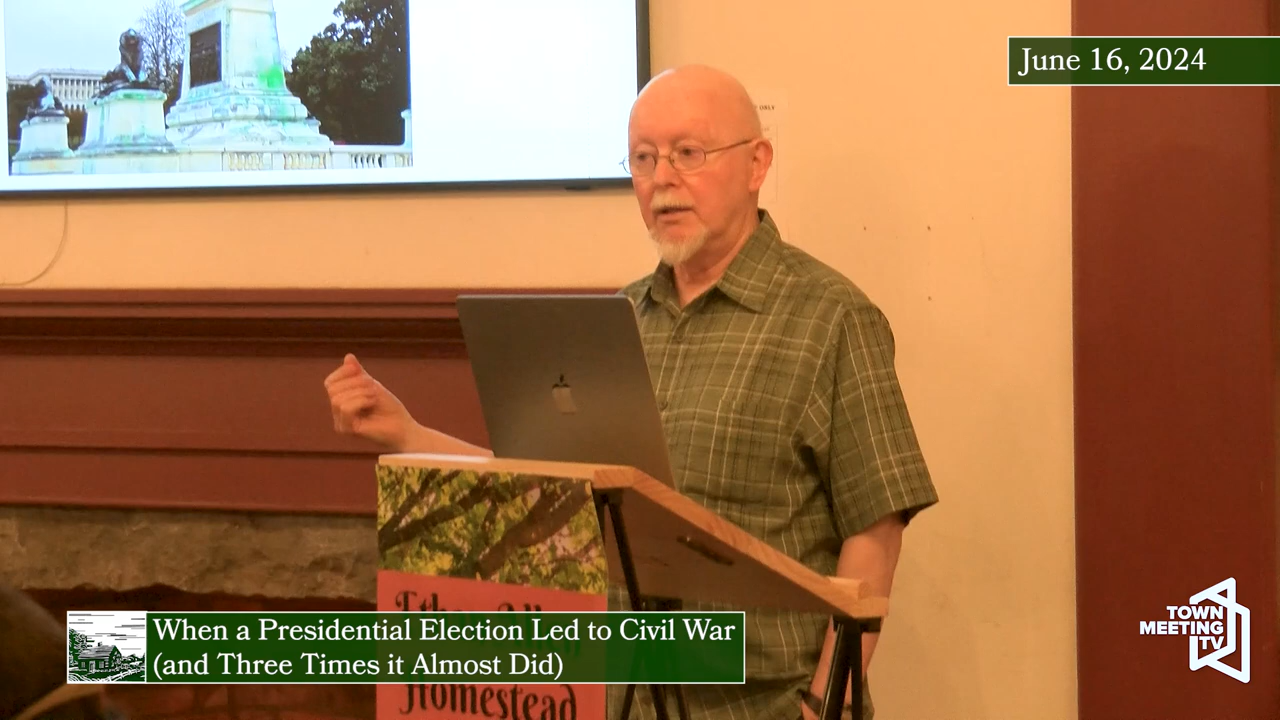 June 16, 2024
ONLY
Homestead
When a Presidential Election Led to Civil War
(and Three Times it Almost Did)
TOWN
MEETING
TV